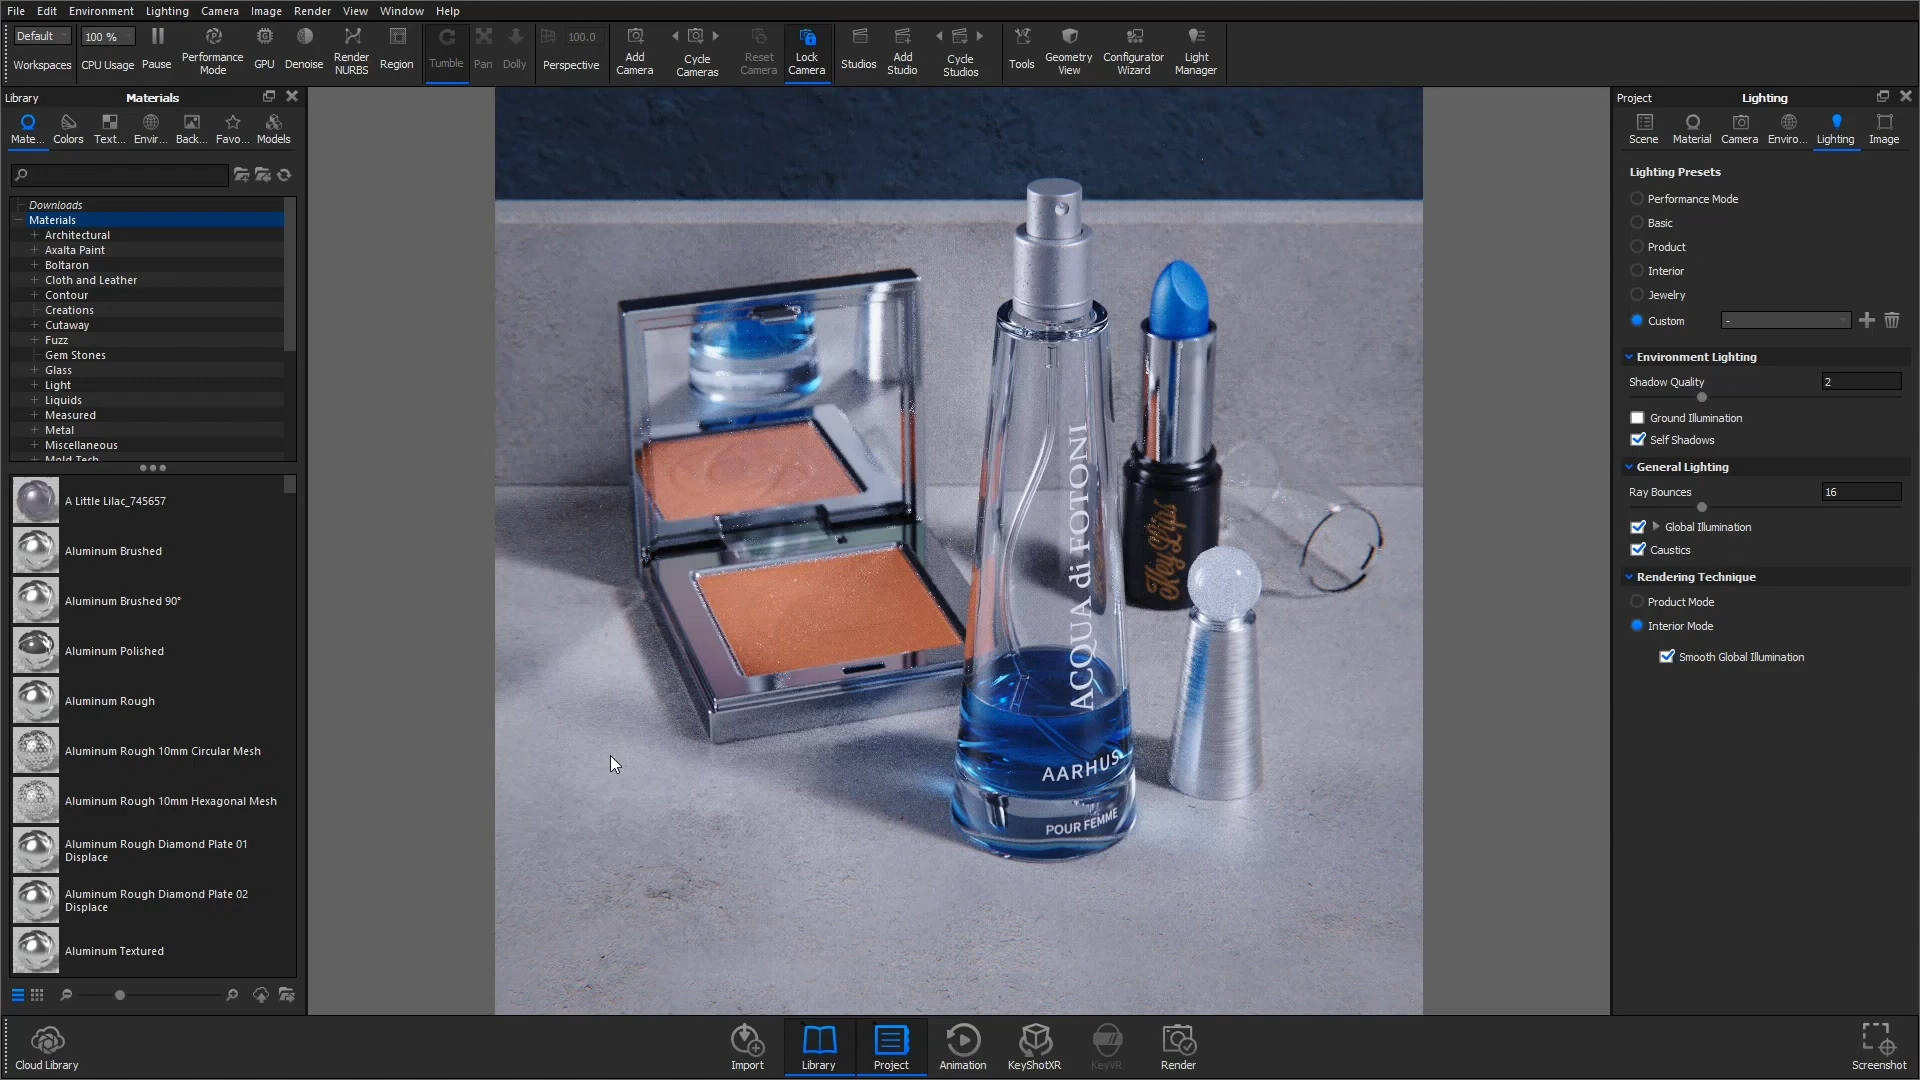 File Edit Environment Lighting Camera Image Render View Window Help
Default 100 % 100.0
Workspaces CPU Usage Pause Performance Mode GPU Denoise Render NURBS Region Tumble Pan Dolly Perspective Add Camera Cycle Cameras Reset Camera Lock Camera Studios Add Studio Cycle Studios Tools Geometry View Configurator Wizard Light Manager
Library Materials
Mate... Colors Text... Envir... Back... Favo... Models
Downloads
Materials
Architectural
Axalta Paint
Boltaron
Cloth and Leather
Contour
Creations
Cutaway
Fuzz
Gem Stones
Glass
Light
Liquids
Measured
Metal
Miscellaneous
Mold Tech
A Little Lilac_745657
Aluminum Brushed
Aluminum Brushed 90°
Aluminum Polished
Aluminum Rough
Aluminum Rough 10mm Circular Mesh
Aluminum Rough 10mm Hexagonal Mesh
Aluminum Rough Diamond Plate 01
Displace
Aluminum Rough Diamond Plate 02
Displace
Aluminum Textured
ACQUA di FOTONI
AARHUS
POUR FEMME
KeyLips
Project Lighting
Scene Material Camera Enviro... Lighting Image
Lighting Presets
Performance Mode
Basic
Product
Interior
Jewelry
Custom -
Environment Lighting
Shadow Quality 2
Ground Illumination
Self Shadows
General Lighting
Ray Bounces 16
Global Illumination
Caustics
Rendering Technique
Product Mode
Interior Mode
Smooth Global Illumination
Cloud Library Import Library Project Animation KeyShotXR KeyVR Render Screenshot